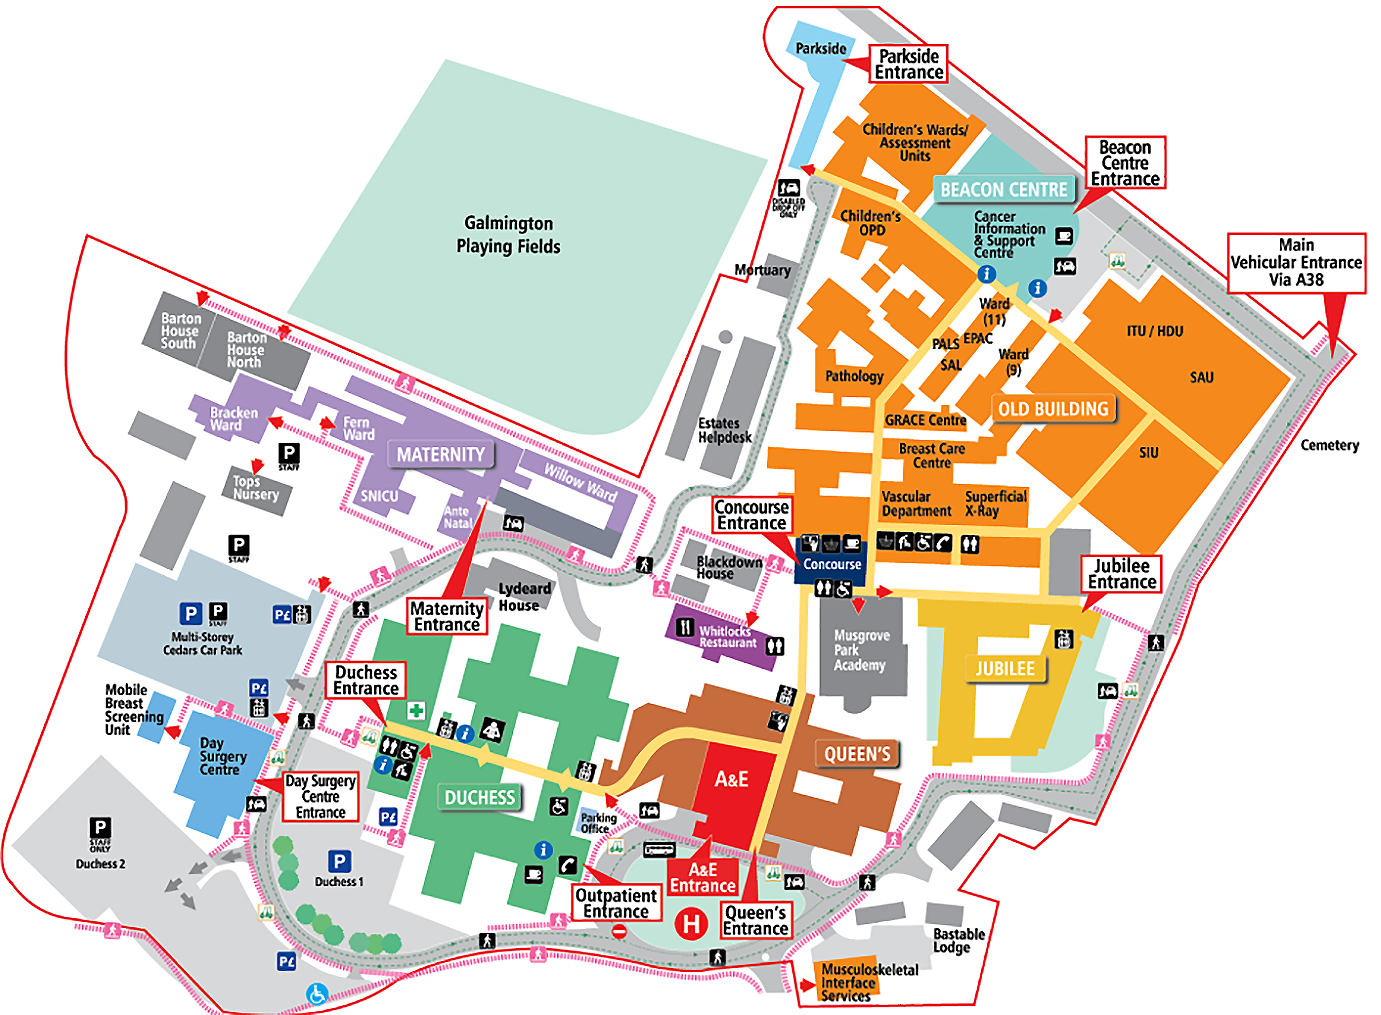 Parkside
Parkside
Entrance
Children's Wards/
Assessment
Units
Beacon
Centre
Entrance
BEACON CENTRE
DISABLED
DROP OFF
ONLY
Children's
OPD
Cancer
Information
& Support
Centre
Galmington
Playing Fields
Main
Vehicular Entrance
Via A38
Mortuary
i
i
Ward
(11)
ITU / HDU
PALS
EPAC
SAL
Ward
(9)
SAU
Pathology
Barton
House
South
Barton
House
North
OLD BUILDING
GRACE Centre
Bracken
Ward
Fern
Ward
Estates
Helpdesk
Cemetery
MATERNITY
Breast Care
Centre
SIU
P
STAFF
Willow Ward
Tops
Nursery
SNICU
Vascular
Department
Superficial
X-Ray
Ante
Natal
Concourse
Entrance
P
STAFF
Concourse
Blackdown
House
Jubilee
Entrance
Lydeard
House
Maternity
Entrance
P
P
STAFF
P£
Multi-Storey
Cedars Car Park
Whitlocks
Restaurant
Musgrove
Park
Academy
JUBILEE
Duchess
Entrance
P£
Mobile
Breast
Screening
Unit
Day
Surgery
Centre
i
i
QUEEN'S
A&E
Day Surgery
Centre
Entrance
DUCHESS
P£
Parking
Office
P
STAFF
ONLY
Duchess 2
P
Duchess 1
i
A&E
Entrance
Outpatient
Entrance
Queen's
Entrance
H
Bastable
Lodge
P£
Musculoskeletal
Interface
Services